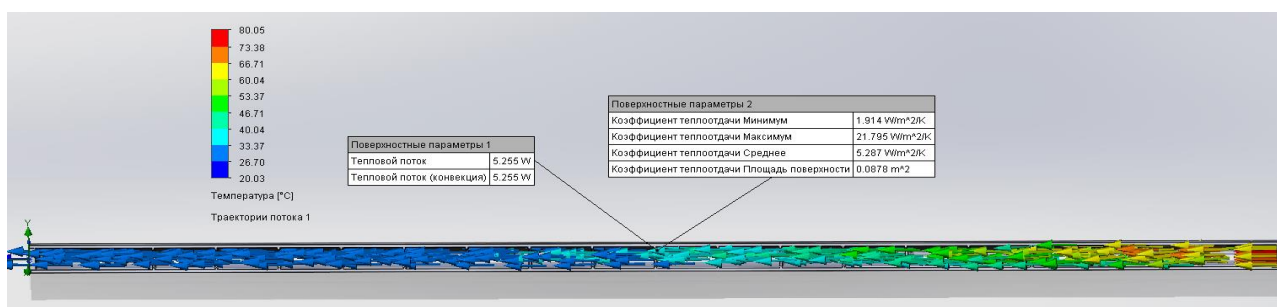 80.05
73.38
66.71
60.04
53.37
46.71
40.04
33.37
26.70
20.03
Температура [°C]
Траектории потока 1
Поверхностные параметры 1
Тепловой поток 5.255 W
Тепловой поток (конвекция) 5.255 W
Поверхностные параметры 2
Коэффициент теплоотдачи Минимум 1.914 W/m^2/K
Коэффициент теплоотдачи Максимум 21.795 W/m^2/K
Коэффициент теплоотдачи Среднее 5.287 W/m^2/K
Коэффициент теплоотдачи Площадь поверхности 0.0878 m^2
Y